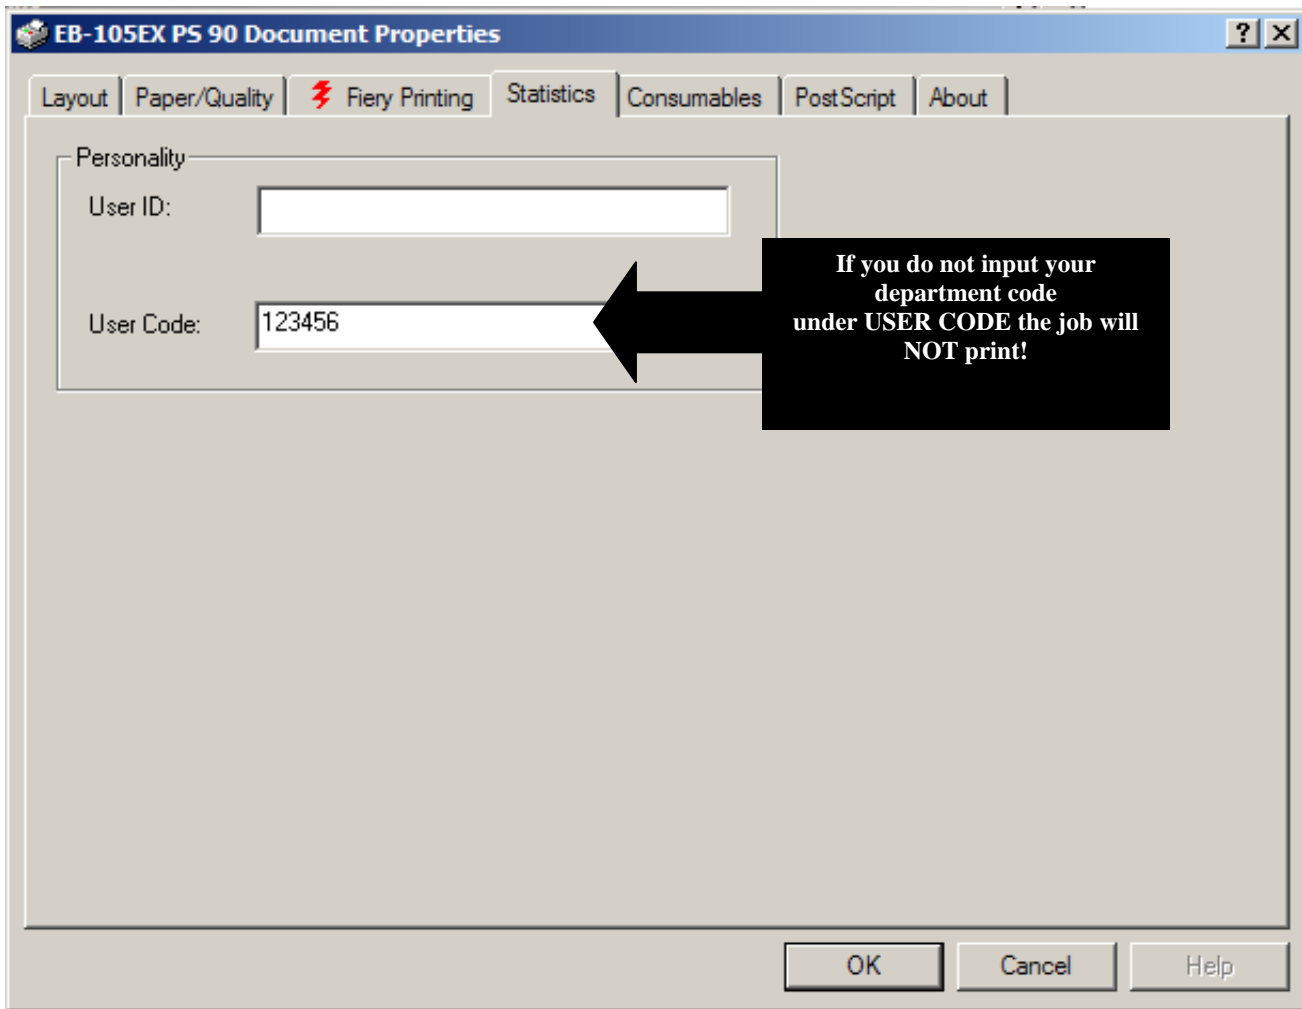 EB-105EX PS 90 Document Properties
Layout Paper/Quality Fiery Printing Statistics Consumables PostScript About
Personality
User ID:
User Code: 123456
If you do not input your
department code
under USER CODE the job will
NOT print!
OK Cancel Help